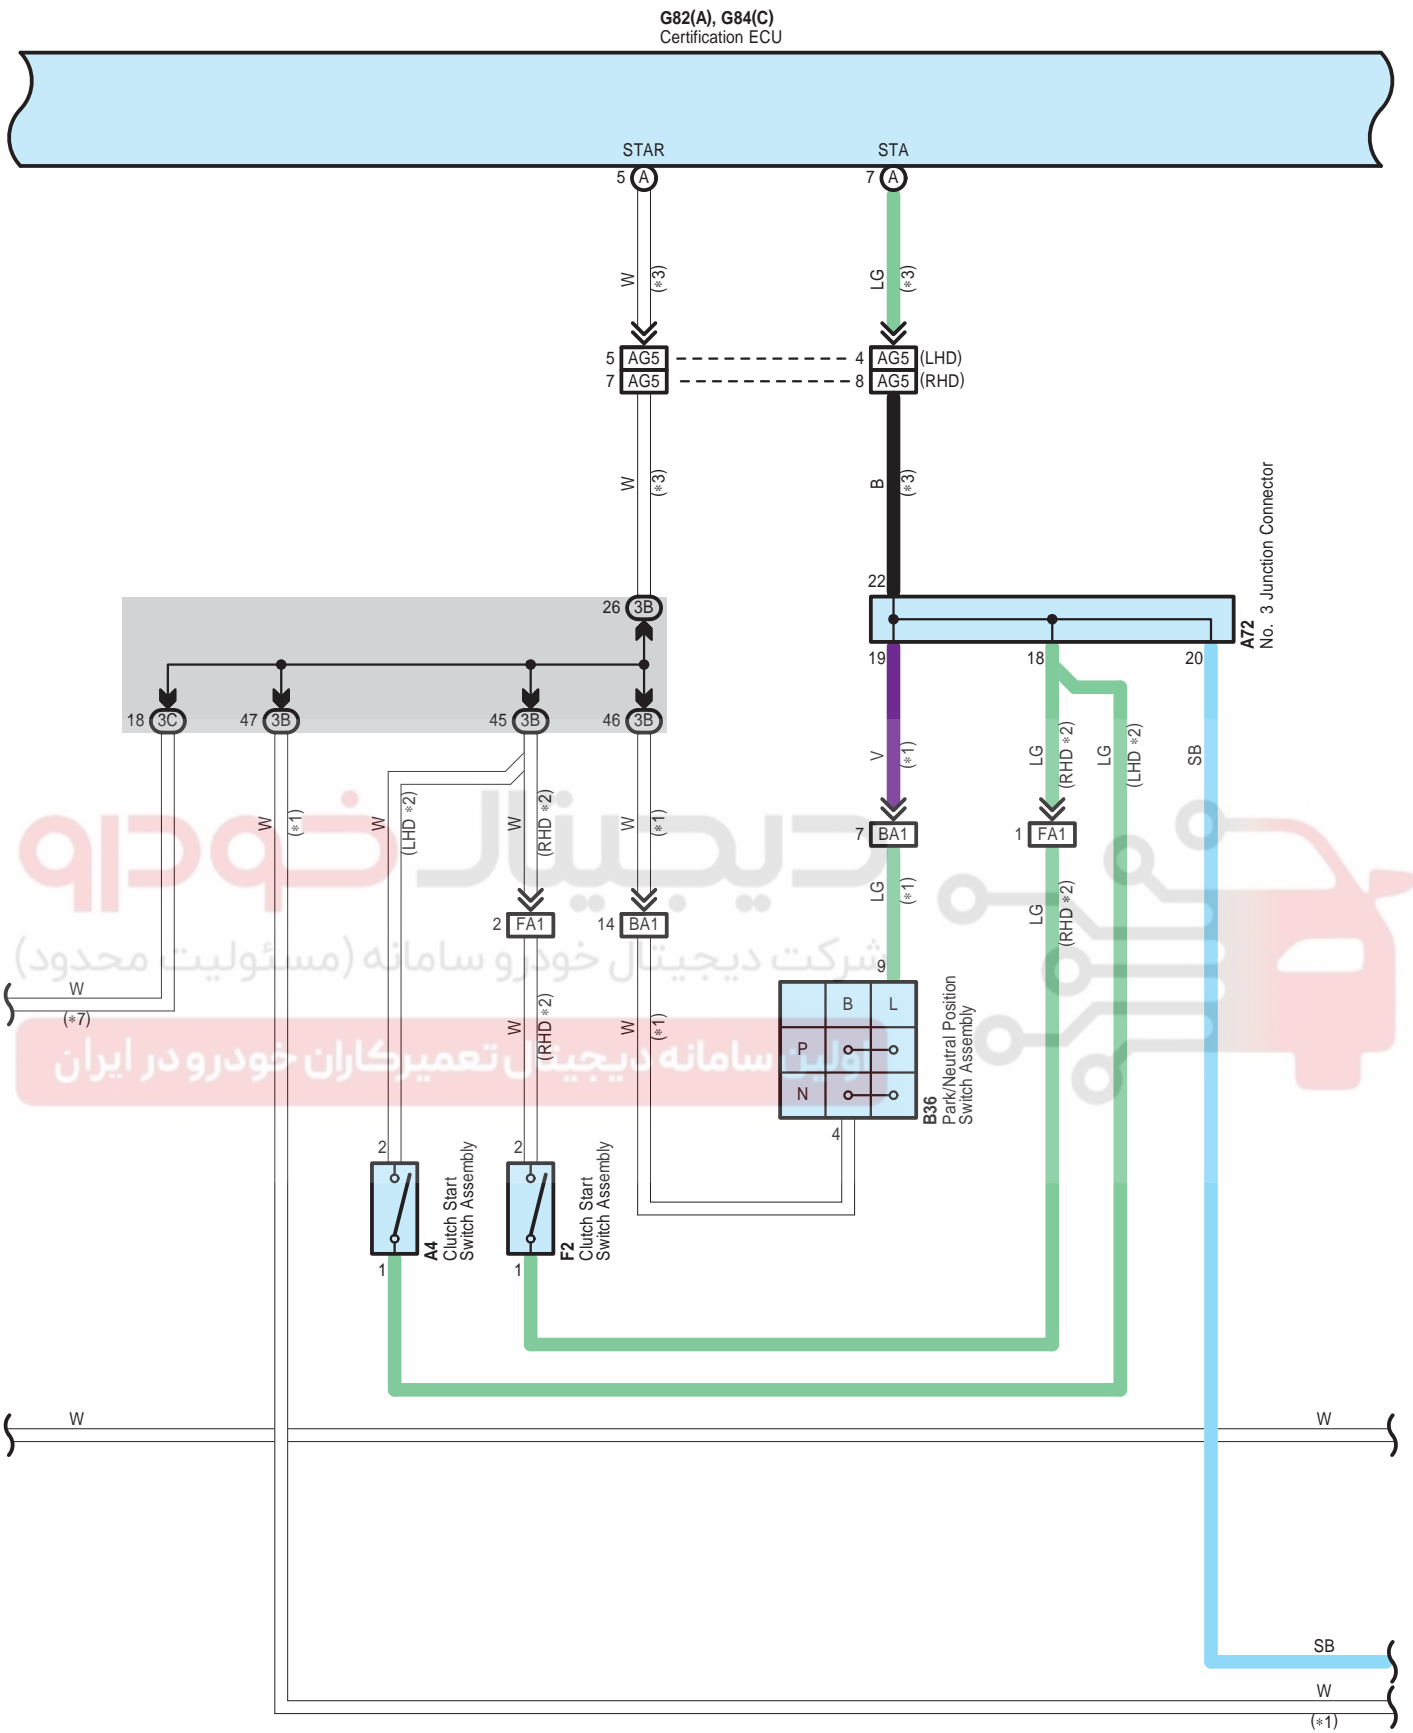 G82(A), G84(C)
Certification ECU
STAR
STA
5 A
7 A
W
(*3)
LG
(*3)
5 AG5
4 AG5 (LHD)
7 AG5
8 AG5 (RHD)
W
(*3)
B
(*3)
A72
No. 3 Junction Connector
26 3B
22
19
18
20
18 3C
47 3B
45 3B
46 3B
V
(*1)
LG
(RHD *2)
LG
(LHD *2)
SB
W
(*1)
W
(LHD *2)
W
(RHD *2)
W
(*1)
7 BA1
1 FA1
دیجیتال خودرو
LG
(*1)
LG
(RHD *2)
2 FA1
14 BA1
شرکت دیجیتال خودرو سامانه (مسئولیت محدود)
9
W
(*7)
W
(RHD *2)
W
(*1)
B L
P
N
B36
Park/Neutral Position
Switch Assembly
اولین سامانه دیجیتال تعمیرکاران خودرو در ایران
4
2
2
A4
Clutch Start
Switch Assembly
F2
Clutch Start
Switch Assembly
1
1
W
W
SB
W
(*1)